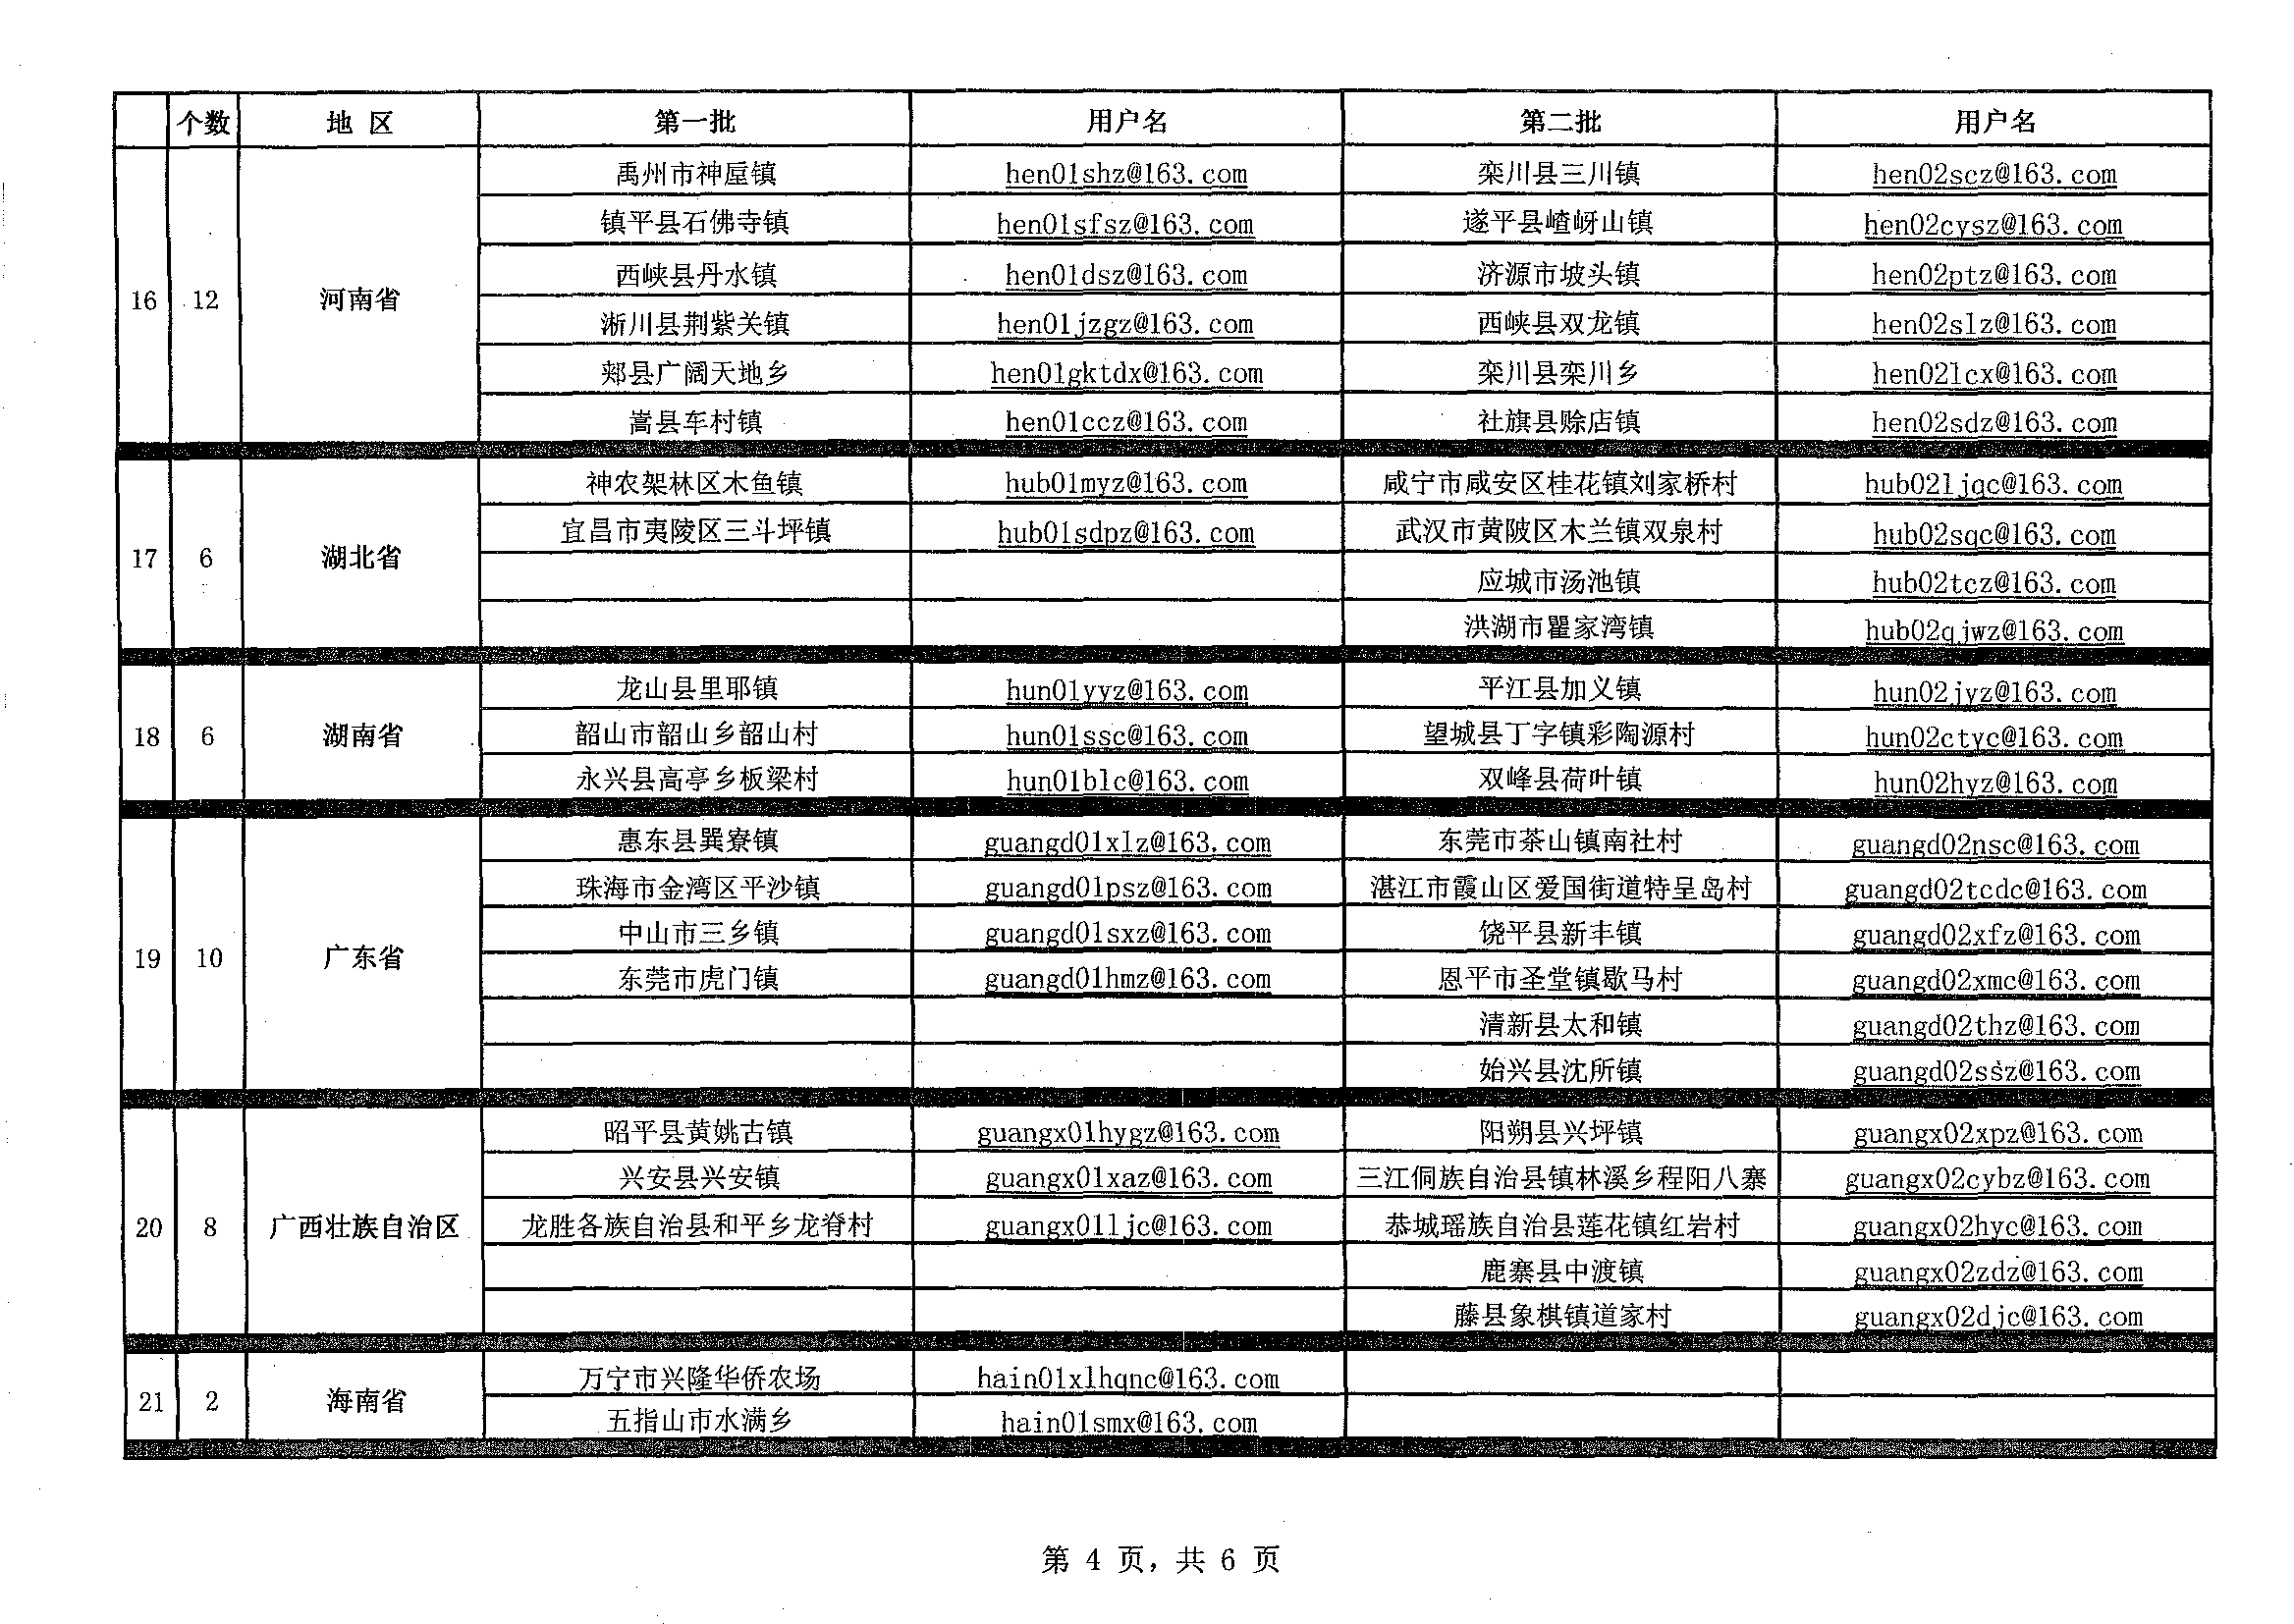 个数 地 区 第一批 用户名 第二批 用户名
禹州市神垕镇 hen01shz@163.com 栾川县三川镇 hen02scz@163.com
镇平县石佛寺镇 hen01sfsz@163.com 遂平县嵖岈山镇 hen02cysz@163.com
西峡县丹水镇 hen01dsz@163.com 济源市坡头镇 hen02ptz@163.com
16 12 河南省 淅川县荆紫关镇 hen01jzgz@163.com 西峡县双龙镇 hen02slz@163.com
郏县广阔天地乡 hen01gktdx@163.com 栾川县栾川乡 hen02lcx@163.com
嵩县车村镇 hen01ccz@163.com 社旗县赊店镇 hen02sdz@163.com
神农架林区木鱼镇 hub01myz@163.com 咸宁市咸安区桂花镇刘家桥村 hub02ljqc@163.com
宜昌市夷陵区三斗坪镇 hub01sdpz@163.com 武汉市黄陂区木兰镇双泉村 hub02sqc@163.com
17 6 湖北省 应城市汤池镇 hub02tcz@163.com
洪湖市瞿家湾镇 hub02qjwz@163.com
龙山县里耶镇 hun01yyz@163.com 平江县加义镇 hun02jyz@163.com
18 6 湖南省 韶山市韶山乡韶山村 hun01ssc@163.com 望城县丁字镇彩陶源村 hun02ctyc@163.com
永兴县高亭乡板梁村 hun01blc@163.com 双峰县荷叶镇 hun02hyz@163.com
惠东县巽寮镇 guangd01xlz@163.com 东莞市茶山镇南社村 guangd02nsc@163.com
珠海市金湾区平沙镇 guangd01psz@163.com 湛江市霞山区爱国街道特呈岛村 guangd02tcdc@163.com
中山市三乡镇 guangd01sxz@163.com 饶平县新丰镇 guangd02xfz@163.com
19 10 广东省 东莞市虎门镇 guangd01hmz@163.com 恩平市圣堂镇歇马村 guangd02xmc@163.com
清新县太和镇 guangd02thz@163.com
始兴县沈所镇 guangd02ssz@163.com
昭平县黄姚古镇 guangx01hygz@163.com 阳朔县兴坪镇 guangx02xpz@163.com
兴安县兴安镇 guangx01xaz@163.com 三江侗族自治县镇林溪乡程阳八寨 guangx02cybz@163.com
20 8 广西壮族自治区 龙胜各族自治县和平乡龙脊村 guangx01ljc@163.com 恭城瑶族自治县莲花镇红岩村 guangx02hyc@163.com
鹿寨县中渡镇 guangx02zdz@163.com
藤县象棋镇道家村 guangx02djc@163.com
万宁市兴隆华侨农场 hain01xlhqnc@163.com
21 2 海南省 五指山市水满乡 hain01smx@163.com
第 4 页，共 6 页